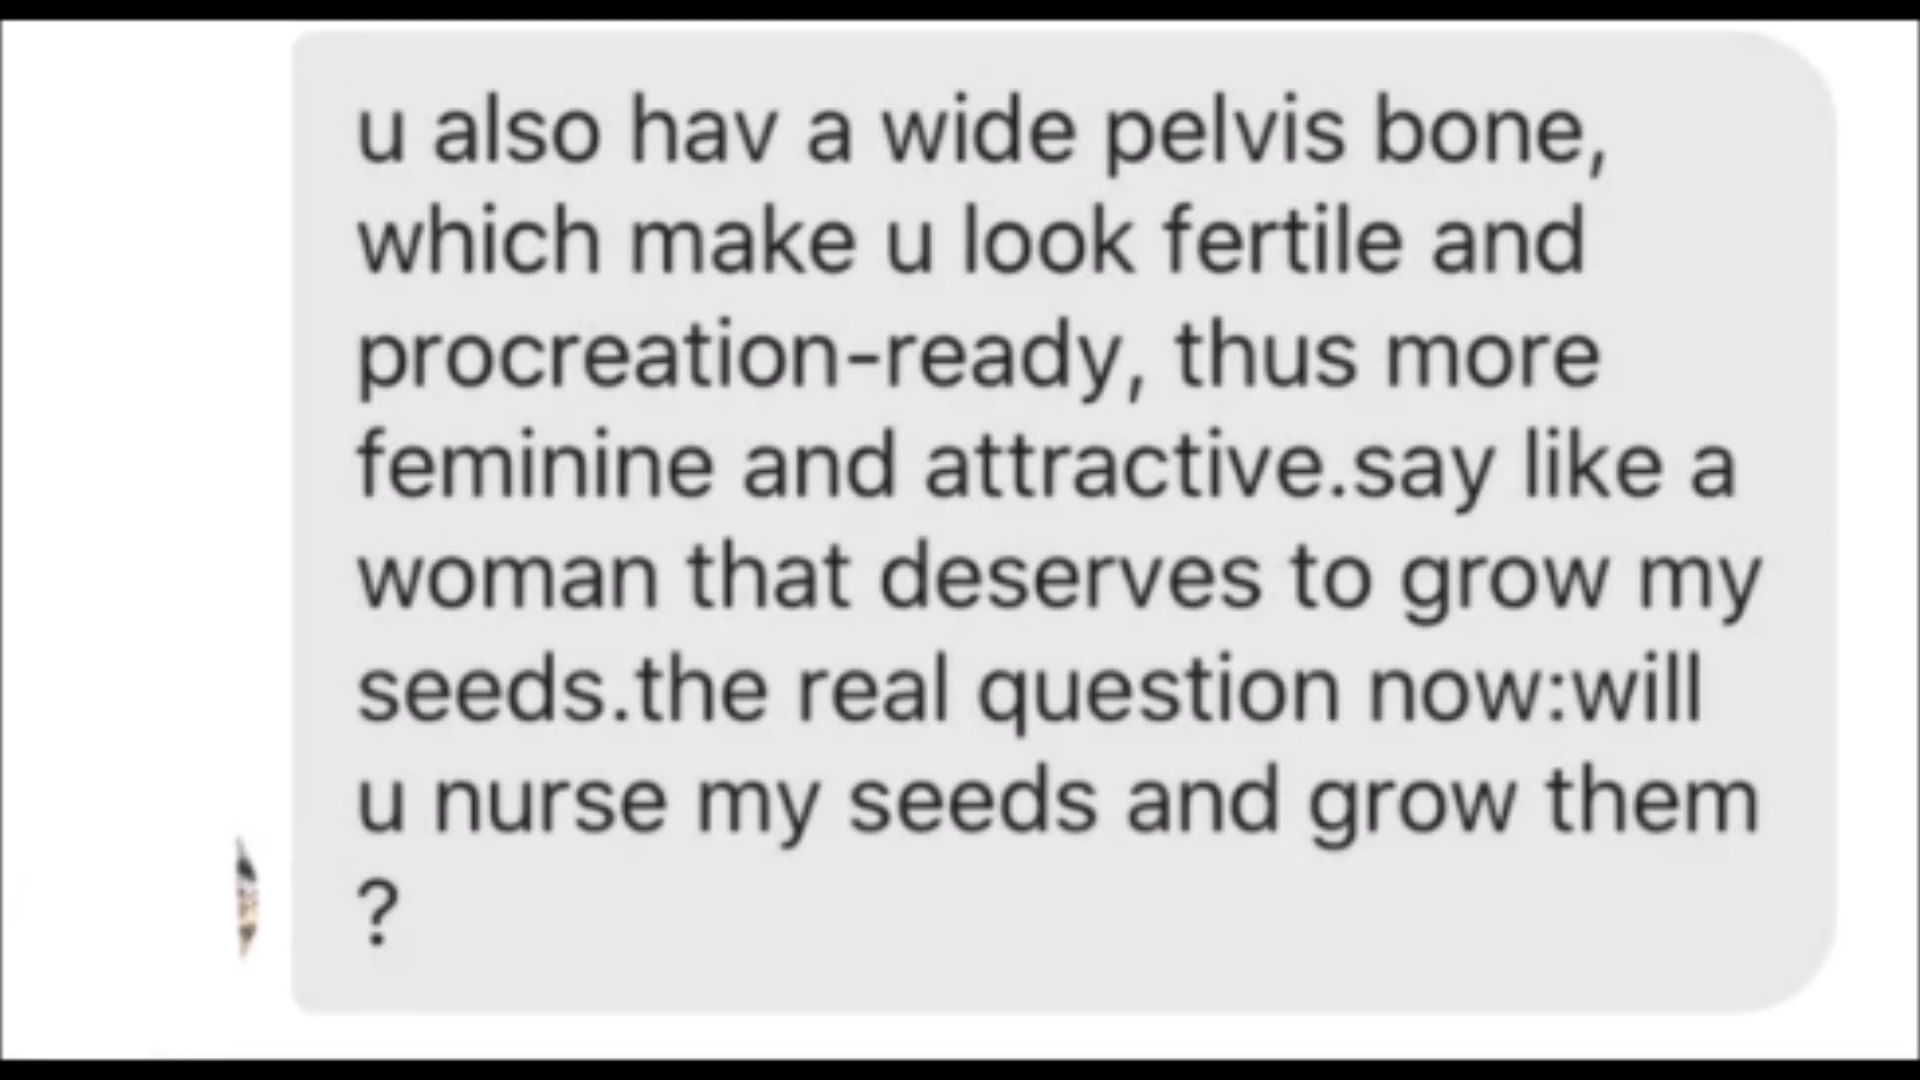 u also hav a wide pelvis bone,
which make u look fertile and
procreation-ready, thus more
feminine and attractive.say like a
woman that deserves to grow my
seeds.the real question now:will
u nurse my seeds and grow them
?